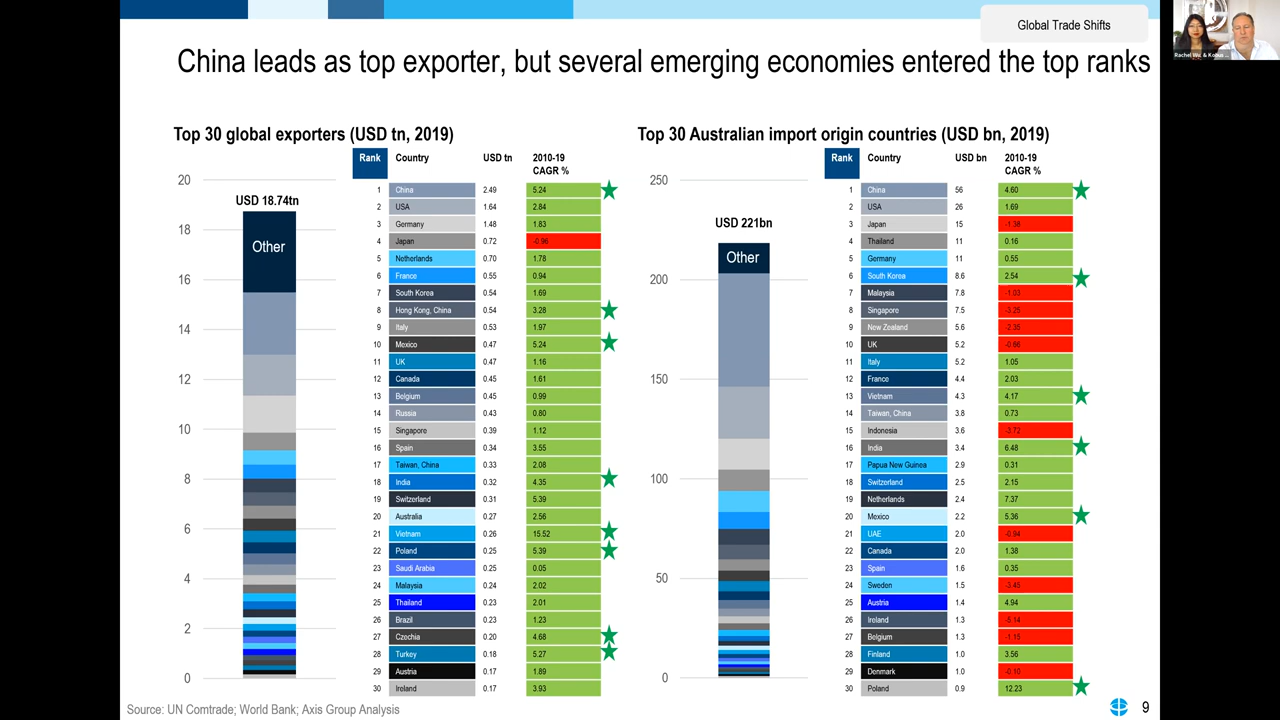 Global Trade Shifts
China leads as top exporter, but several emerging economies entered the top ranks
Top 30 global exporters (USD tn, 2019)
Rank Country USD tn 2010-19 CAGR %
20
18
16
14
12
10
8
6
4
2
0
USD 18.74tn
Other
1 China 2.49 5.24
2 USA 1.64 2.84
3 Germany 1.48 1.83
4 Japan 0.72 -0.96
5 Netherlands 0.70 1.78
6 France 0.55 0.94
7 South Korea 0.54 1.69
8 Hong Kong, China 0.54 3.28
9 Italy 0.53 1.97
10 Mexico 0.47 5.24
11 UK 0.47 1.16
12 Canada 0.45 1.61
13 Belgium 0.45 0.99
14 Russia 0.43 0.80
15 Singapore 0.39 1.12
16 Spain 0.34 3.55
17 Taiwan, China 0.33 2.08
18 India 0.32 4.35
19 Switzerland 0.31 5.39
20 Australia 0.27 2.56
21 Vietnam 0.26 15.52
22 Poland 0.25 5.39
23 Saudi Arabia 0.25 0.05
24 Malaysia 0.24 2.02
25 Thailand 0.23 2.01
26 Brazil 0.23 1.23
27 Czechia 0.20 4.68
28 Turkey 0.18 5.27
29 Austria 0.17 1.89
30 Ireland 0.17 3.93
Top 30 Australian import origin countries (USD bn, 2019)
Rank Country USD bn 2010-19 CAGR %
250
200
150
100
50
0
USD 221bn
Other
1 China 56 4.60
2 USA 26 1.69
3 Japan 15 -1.38
4 Thailand 11 0.16
5 Germany 11 0.55
6 South Korea 8.6 2.54
7 Malaysia 7.8 -1.03
8 Singapore 7.5 -3.25
9 New Zealand 5.6 -2.35
10 UK 5.2 -0.66
11 Italy 5.2 1.05
12 France 4.4 2.03
13 Vietnam 4.3 4.17
14 Taiwan, China 3.8 0.73
15 Indonesia 3.6 -3.72
16 India 3.4 6.48
17 Papua New Guinea 2.9 0.31
18 Switzerland 2.5 2.15
19 Netherlands 2.4 7.37
20 Mexico 2.2 5.36
21 UAE 2.0 -0.94
22 Canada 2.0 1.38
23 Spain 1.6 0.35
24 Sweden 1.5 -3.45
25 Austria 1.4 4.94
26 Ireland 1.3 -5.14
27 Belgium 1.3 -1.15
28 Finland 1.0 3.56
29 Denmark 1.0 -0.10
30 Poland 0.9 12.23
Source: UN Comtrade; World Bank; Axis Group Analysis
9